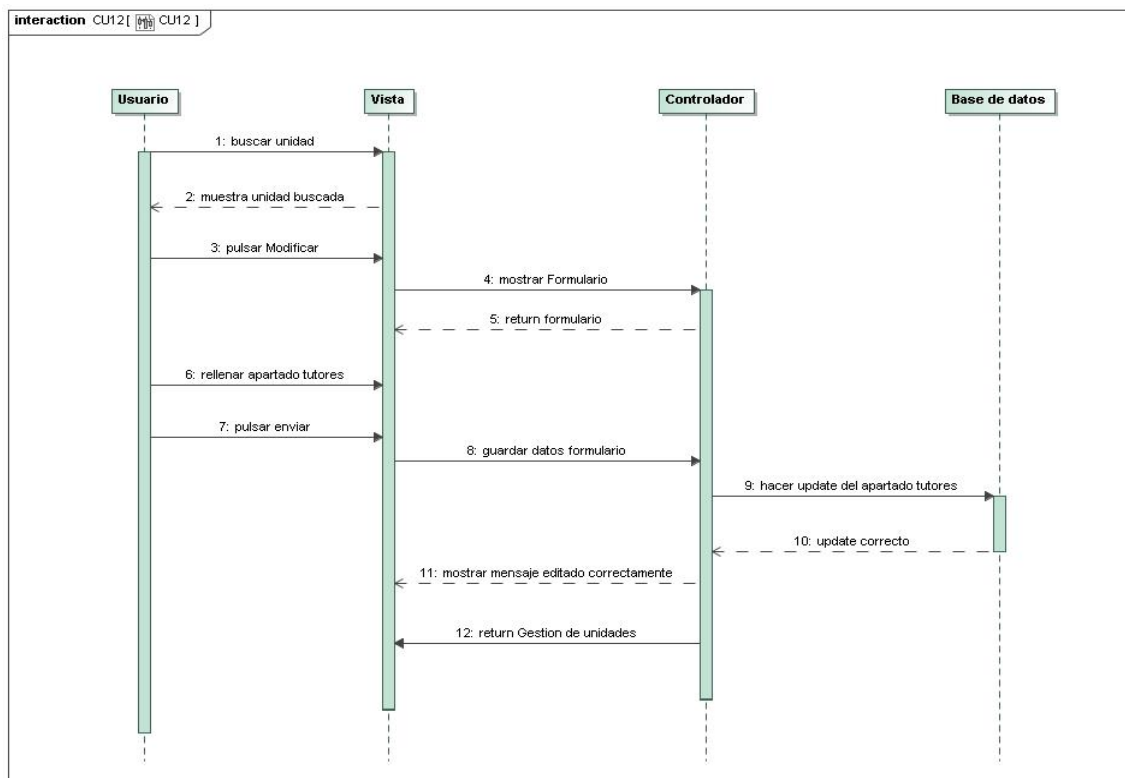 interaction CU12[ CU12 ]
Usuario
Vista
Controlador
Base de datos
1: buscar unidad
2: muestra unidad buscada
3: pulsar Modificar
4: mostrar Formulario
5: return formulario
6: rellenar apartado tutores
7: pulsar enviar
8: guardar datos formulario
9: hacer update del apartado tutores
10: update correcto
11: mostrar mensaje editado correctamente
12: return Gestion de unidades